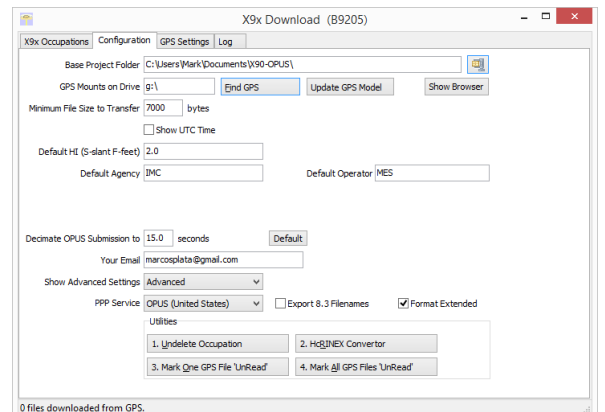 X9x Download (B9205)
X9x Occupations Configuration GPS Settings Log
Base Project Folder C:\Users\Mark\Documents\X90-OPUS\
GPS Mounts on Drive g:\ Find GPS Update GPS Model Show Browser
Minimum File Size to Transfer 7000 bytes
Show UTC Time
Default HI (S-slant F-feet) 2.0
Default Agency IMC Default Operator MES
Decimate OPUS Submission to 15.0 seconds Default
Your Email marcosplata@gmail.com
Show Advanced Settings Advanced
PPP Service OPUS (United States) Export 8.3 Filenames Format Extended
Utilities
1. Undelete Occupation 2. HcRINEX Convertor
3. Mark One GPS File 'UnRead' 4. Mark All GPS Files 'UnRead'
0 files downloaded from GPS.